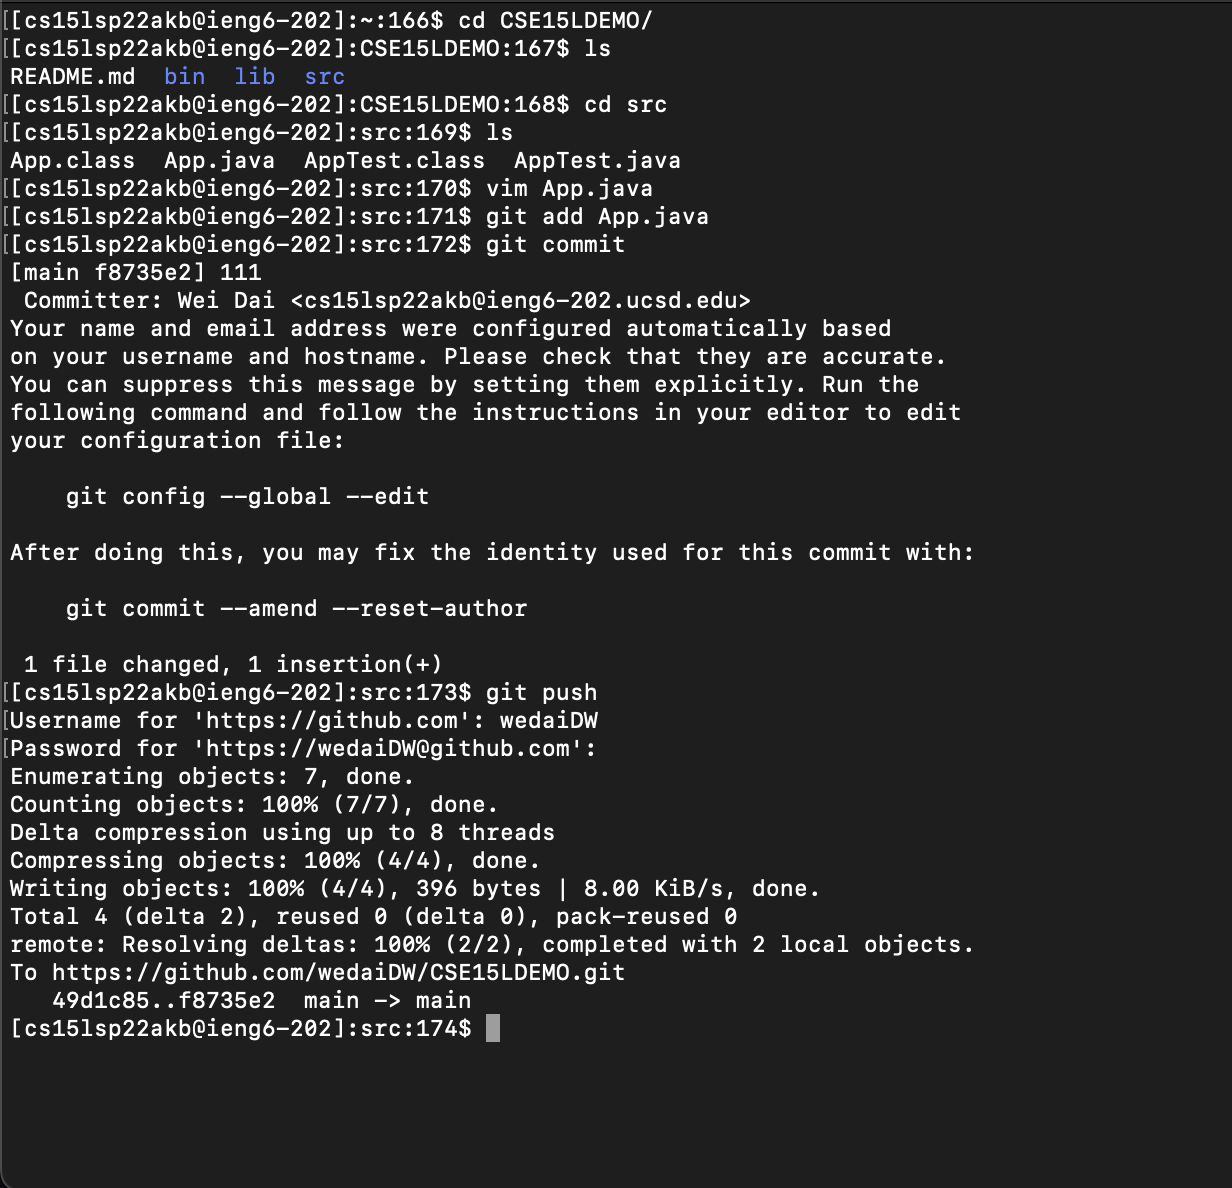 [[cs15lsp22akb@ieng6-202]:~:166$ cd CSE15LDEMO/
[[cs15lsp22akb@ieng6-202]:CSE15LDEMO:167$ ls
README.md  bin  lib  src
[[cs15lsp22akb@ieng6-202]:CSE15LDEMO:168$ cd src
[[cs15lsp22akb@ieng6-202]:src:169$ ls
App.class  App.java  AppTest.class  AppTest.java
[[cs15lsp22akb@ieng6-202]:src:170$ vim App.java
[[cs15lsp22akb@ieng6-202]:src:171$ git add App.java
[[cs15lsp22akb@ieng6-202]:src:172$ git commit
[main f8735e2] 111
 Committer: Wei Dai <cs15lsp22akb@ieng6-202.ucsd.edu>
Your name and email address were configured automatically based
on your username and hostname. Please check that they are accurate.
You can suppress this message by setting them explicitly. Run the
following command and follow the instructions in your editor to edit
your configuration file:

    git config --global --edit

After doing this, you may fix the identity used for this commit with:

    git commit --amend --reset-author

 1 file changed, 1 insertion(+)
[[cs15lsp22akb@ieng6-202]:src:173$ git push
[Username for 'https://github.com': wedaiDW
[Password for 'https://wedaiDW@github.com':
Enumerating objects: 7, done.
Counting objects: 100% (7/7), done.
Delta compression using up to 8 threads
Compressing objects: 100% (4/4), done.
Writing objects: 100% (4/4), 396 bytes | 8.00 KiB/s, done.
Total 4 (delta 2), reused 0 (delta 0), pack-reused 0
remote: Resolving deltas: 100% (2/2), completed with 2 local objects.
To https://github.com/wedaiDW/CSE15LDEMO.git
   49d1c85..f8735e2  main -> main
[cs15lsp22akb@ieng6-202]:src:174$